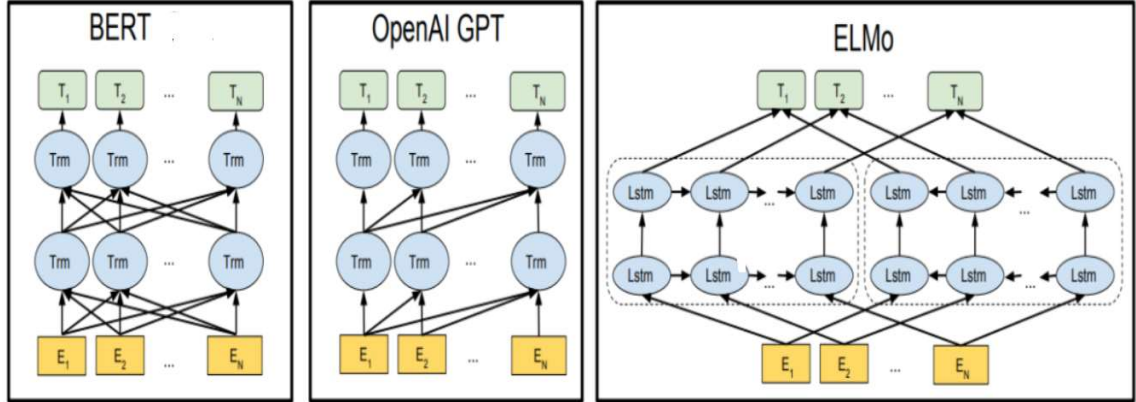 BERT
T1 T2 ... TN
Trm Trm ... Trm
Trm Trm ... Trm
E1 E2 ... EN
OpenAI GPT
T1 T2 ... TN
Trm Trm ... Trm
Trm Trm ... Trm
E1 E2 ... EN
ELMo
T1 T2 ... TN
Lstm Lstm ... Lstm Lstm Lstm ... Lstm
Lstm Lstm ... Lstm Lstm Lstm ... Lstm
E1 E2 ... EN